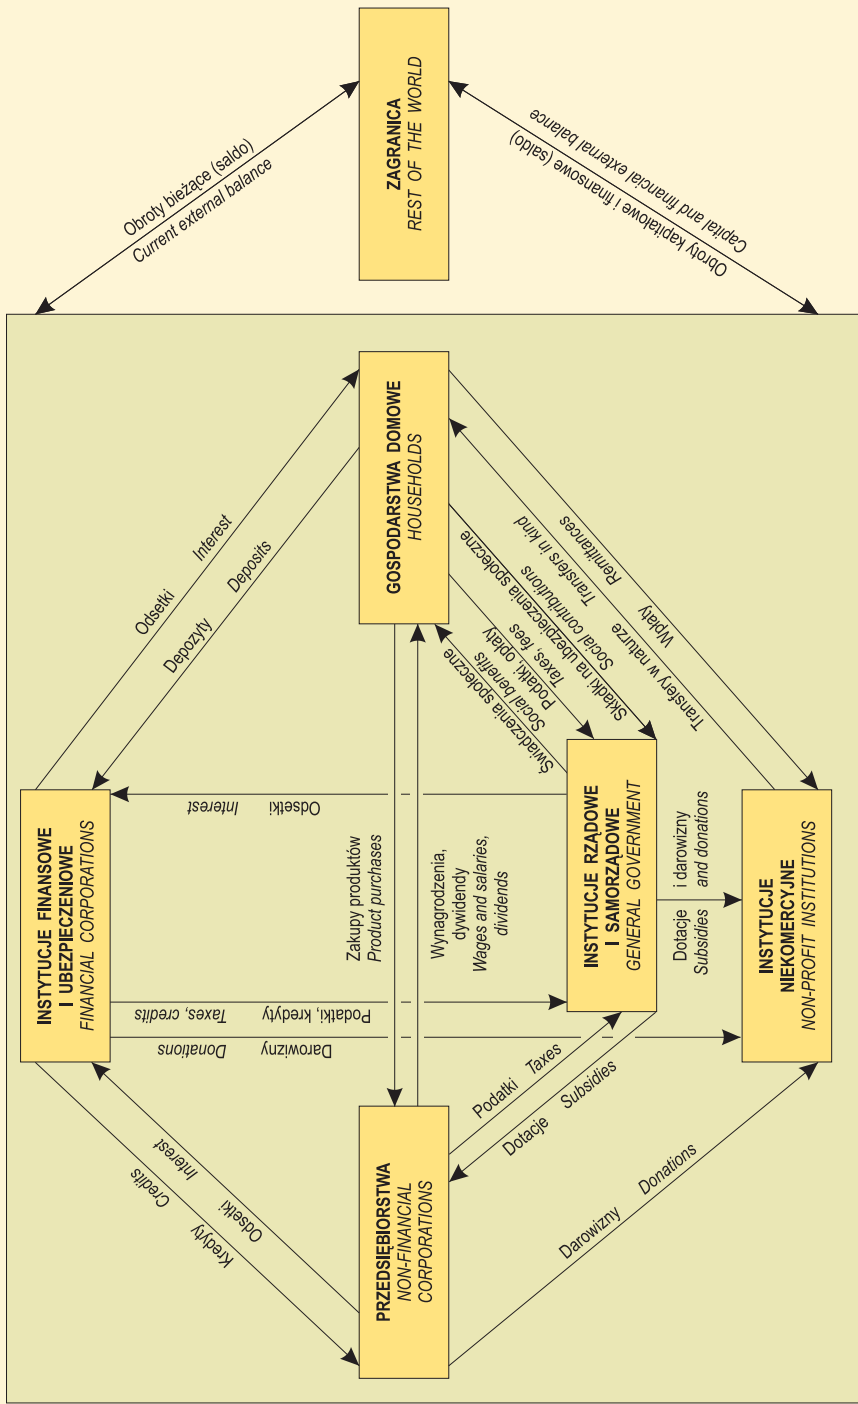 ZAGRANICA
REST OF THE WORLD
Obroty bieżące (saldo)
Current external balance
Obroty kapitałowe i finansowe (saldo)
Capital and financial external balance
GOSPODARSTWA DOMOWE
HOUSEHOLDS
Odsetki Interest
Depozyty Deposits
Wpłaty Remittances
Transfery w naturze Transfers in kind
Składki na ubezpieczenia społeczne
Social contributions
Podatki, opłaty
Taxes, fees
Świadczenia społeczne
Social benefits
INSTYTUCJE FINANSOWE
I UBEZPIECZENIOWE
FINANCIAL CORPORATIONS
Odsetki Interest
Zakupy produktów
Product purchases
Wynagrodzenia,
dywidendy
Wages and salaries,
dividends
INSTYTUCJE RZĄDOWE
I SAMORZĄDOWE
GENERAL GOVERNMENT
Dotacje i darowizny
Subsidies and donations
INSTYTUCJE
NIEKOMERCYJNE
NON-PROFIT INSTITUTIONS
Podatki, kredyty Taxes, credits
Darowizny Donations
Kredyty Credits
Odsetki Interest
Podatki Taxes
Dotacje Subsidies
Darowizny Donations
PRZEDSIĘBIORSTWA
NON-FINANCIAL
CORPORATIONS